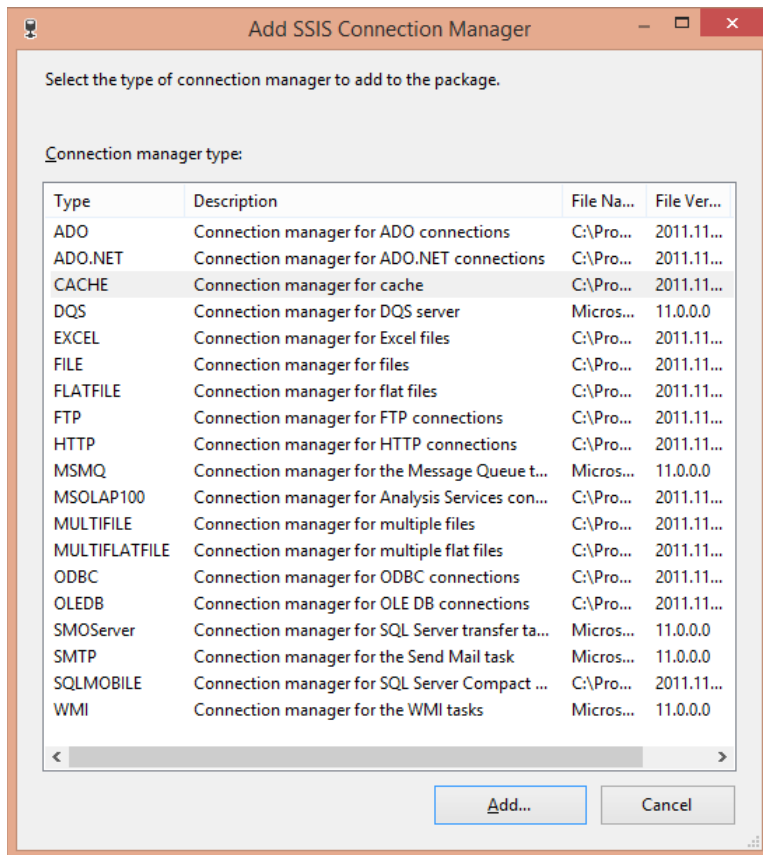 Add SSIS Connection Manager
Select the type of connection manager to add to the package.
Connection manager type:
Type Description File Na... File Ver...
ADO Connection manager for ADO connections C:\Pro... 2011.11...
ADO.NET Connection manager for ADO.NET connections C:\Pro... 2011.11...
CACHE Connection manager for cache C:\Pro... 2011.11...
DQS Connection manager for DQS server Micros... 11.0.0.0
EXCEL Connection manager for Excel files C:\Pro... 2011.11...
FILE Connection manager for files C:\Pro... 2011.11...
FLATFILE Connection manager for flat files C:\Pro... 2011.11...
FTP Connection manager for FTP connections C:\Pro... 2011.11...
HTTP Connection manager for HTTP connections C:\Pro... 2011.11...
MSMQ Connection manager for the Message Queue t... Micros... 11.0.0.0
MSOLAP100 Connection manager for Analysis Services con... C:\Pro... 2011.11...
MULTIFILE Connection manager for multiple files C:\Pro... 2011.11...
MULTIFLATFILE Connection manager for multiple flat files C:\Pro... 2011.11...
ODBC Connection manager for ODBC connections C:\Pro... 2011.11...
OLEDB Connection manager for OLE DB connections C:\Pro... 2011.11...
SMOServer Connection manager for SQL Server transfer ta... Micros... 11.0.0.0
SMTP Connection manager for the Send Mail task Micros... 11.0.0.0
SQLMOBILE Connection manager for SQL Server Compact ... C:\Pro... 2011.11...
WMI Connection manager for the WMI tasks Micros... 11.0.0.0
Add... Cancel